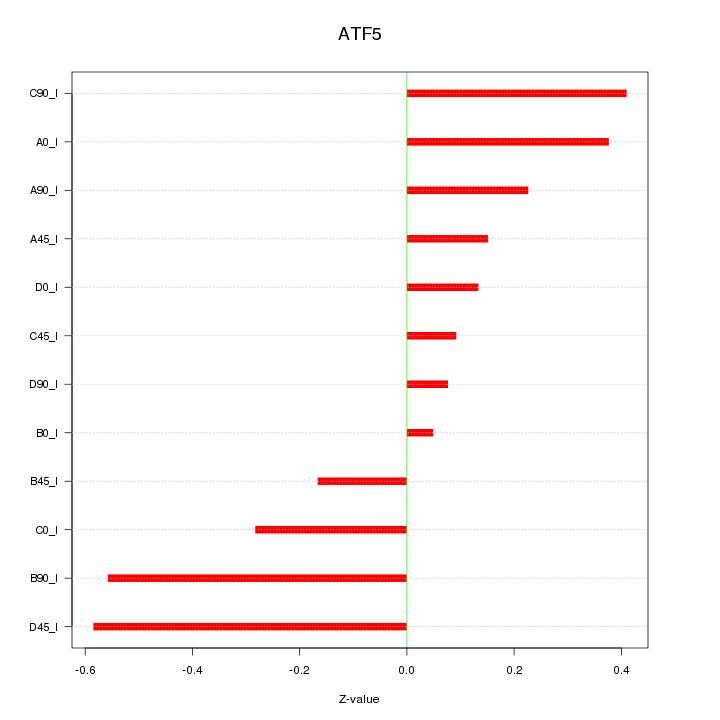 ATF5
C90_I
A0_I
A90_I
A45_I
D0_I
C45_I
D90_I
B0_I
B45_I
C0_I
B90_I
D45_I
-0.6 -0.4 -0.2 0.0 0.2 0.4
Z-value